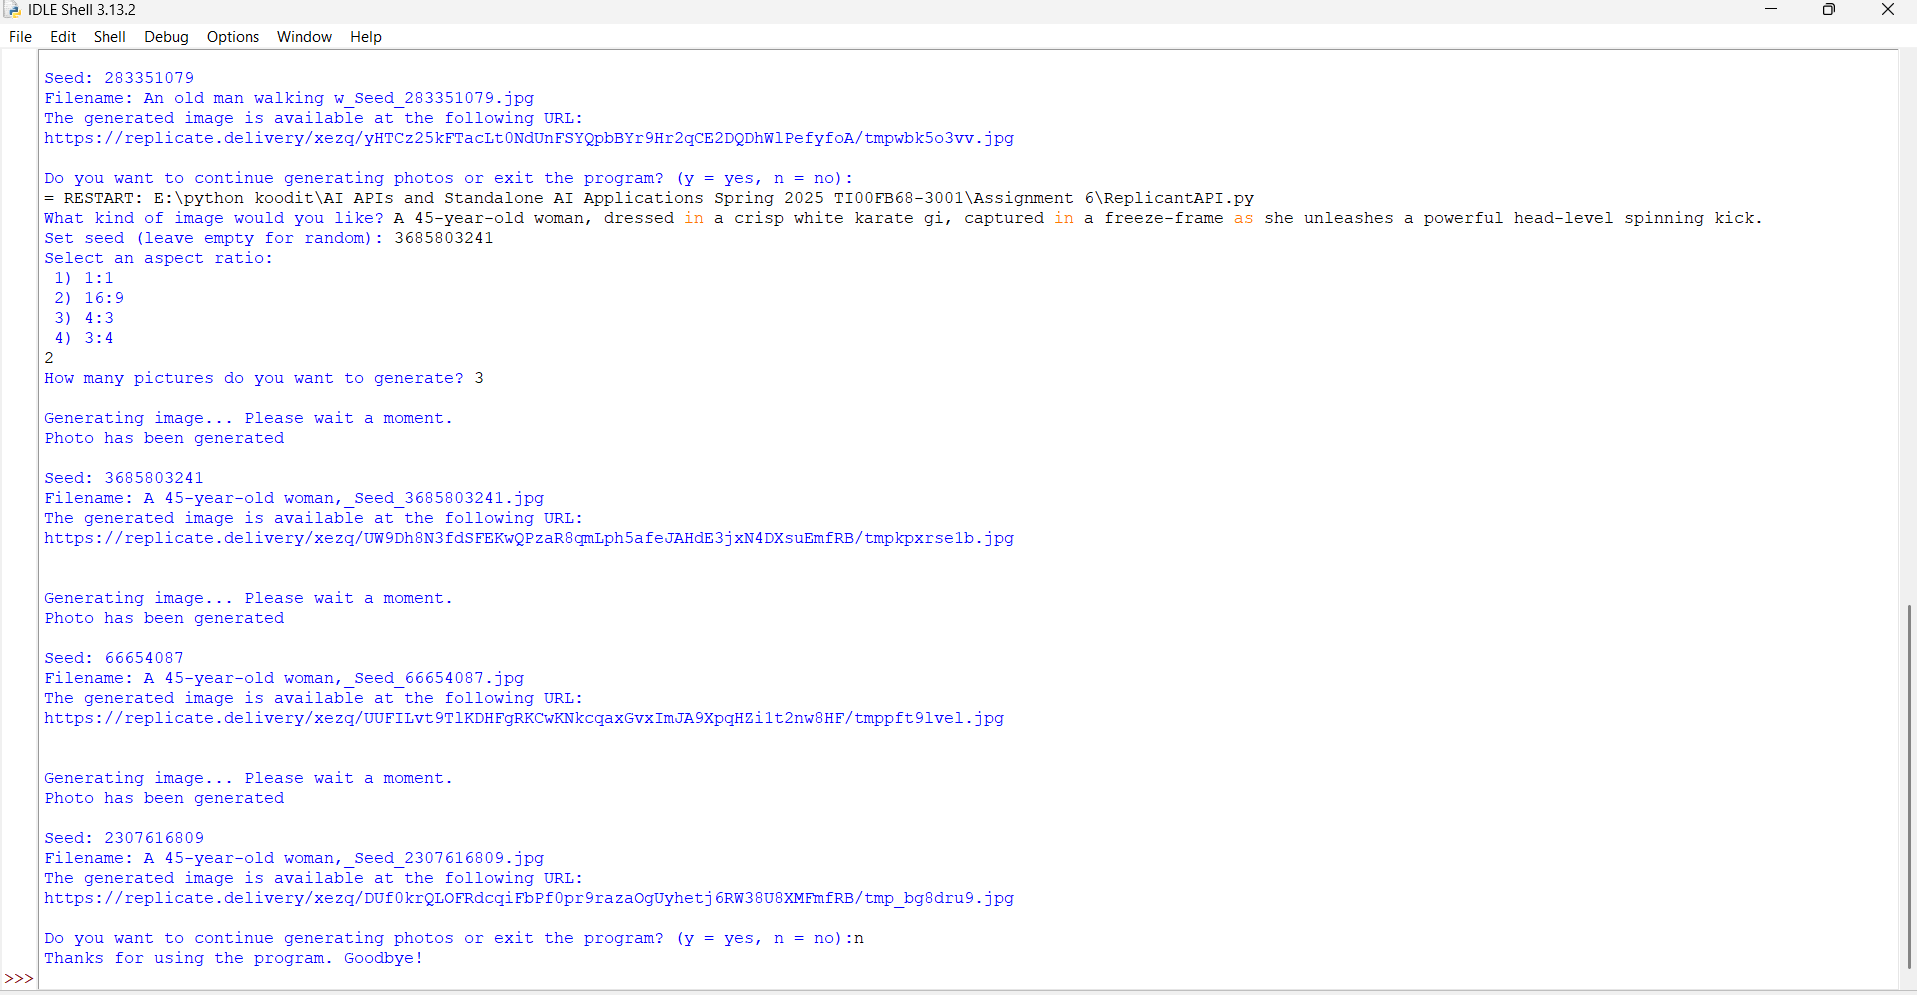 IDLE Shell 3.13.2
File Edit Shell Debug Options Window Help
Seed: 283351079
Filename: An old man walking w_Seed_283351079.jpg
The generated image is available at the following URL:
https://replicate.delivery/xezq/yHTCz25kFTacLt0NdUnFSYQpbBYr9Hr2qCE2DQDhWlPefyfoA/tmpwbk5o3vv.jpg
Do you want to continue generating photos or exit the program? (y = yes, n = no):
= RESTART: E:\python koodit\AI APIs and Standalone AI Applications Spring 2025 TI00FB68-3001\Assignment 6\ReplicantAPI.py
What kind of image would you like? A 45-year-old woman, dressed in a crisp white karate gi, captured in a freeze-frame as she unleashes a powerful head-level spinning kick.
Set seed (leave empty for random): 3685803241
Select an aspect ratio:
1) 1:1
2) 16:9
3) 4:3
4) 3:4
2
How many pictures do you want to generate? 3
Generating image... Please wait a moment.
Photo has been generated
Seed: 3685803241
Filename: A 45-year-old woman,_Seed_3685803241.jpg
The generated image is available at the following URL:
https://replicate.delivery/xezq/UW9Dh8N3fdSFEKwQPzaR8qmLph5afeJAHdE3jxN4DXsuEmfRB/tmpkpxrse1b.jpg
Generating image... Please wait a moment.
Photo has been generated
Seed: 66654087
Filename: A 45-year-old woman,_Seed_66654087.jpg
The generated image is available at the following URL:
https://replicate.delivery/xezq/UUFILvt9TlKDHFgRKCwKNkcqaxGvxImJA9XpqHZi1t2nw8HF/tmppft9lvel.jpg
Generating image... Please wait a moment.
Photo has been generated
Seed: 2307616809
Filename: A 45-year-old woman,_Seed_2307616809.jpg
The generated image is available at the following URL:
https://replicate.delivery/xezq/DUf0krQLOFRdcqiFbPf0pr9razaOgUyhetj6RW38U8XMFmfRB/tmp_bg8dru9.jpg
Do you want to continue generating photos or exit the program? (y = yes, n = no):n
Thanks for using the program. Goodbye!
>>>